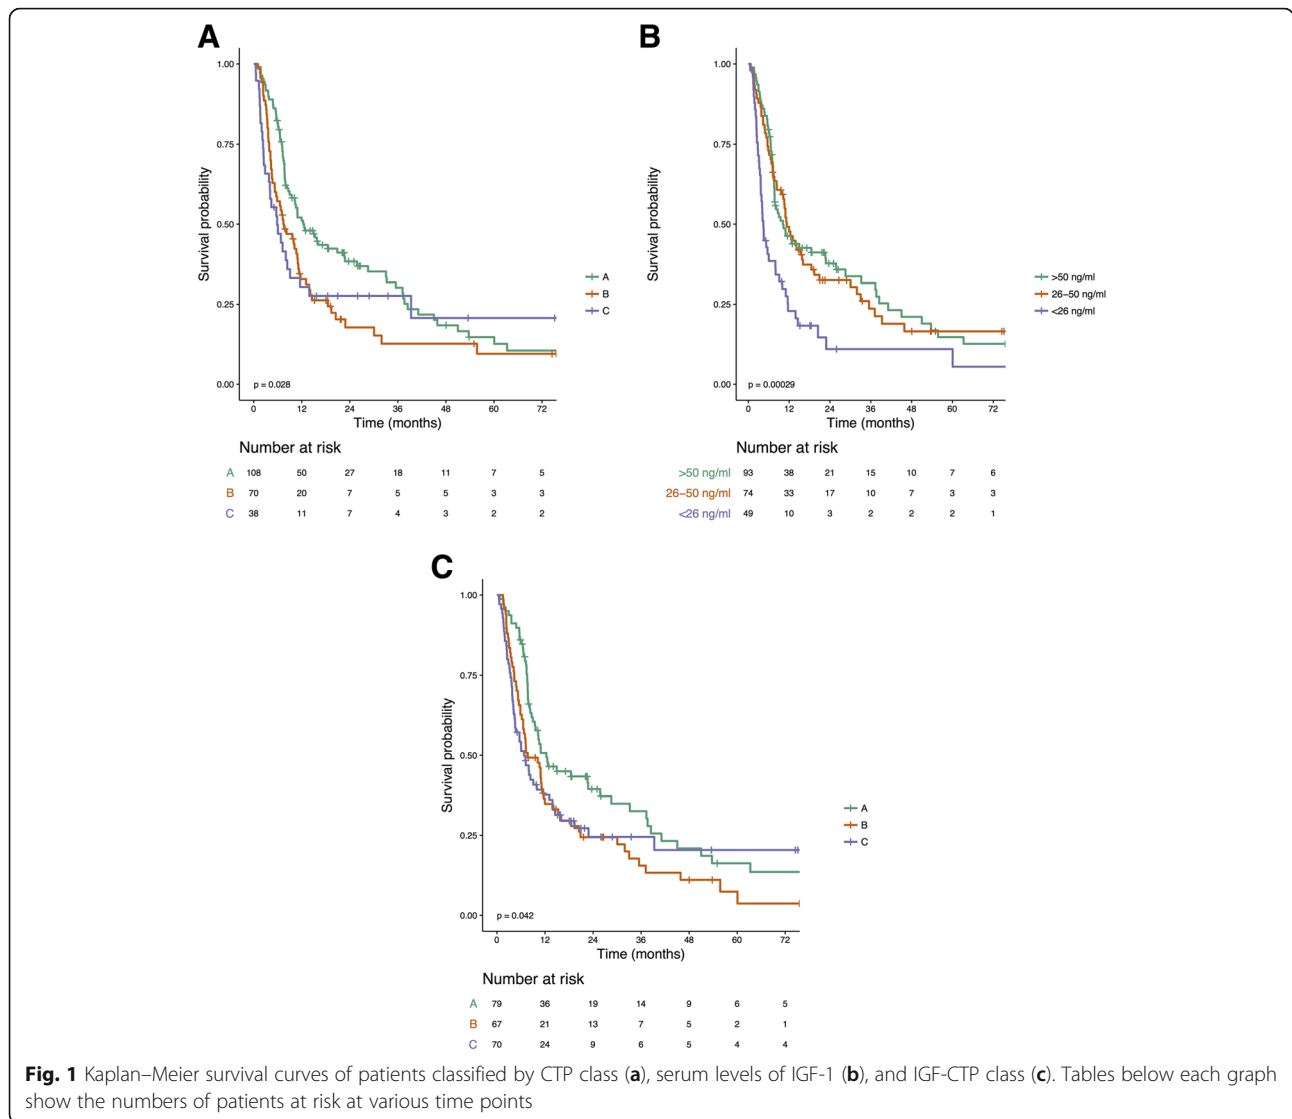 A
1.00
0.75
0.50
0.25
0.00
Survival probability
p = 0.028
0 12 24 36 48 60 72
Time (months)
A
B
C
Number at risk
A 108 50 27 18 11 7 5
B 70 20 7 5 5 3 3
C 38 11 7 4 3 2 2
B
1.00
0.75
0.50
0.25
0.00
Survival probability
p = 0.00029
0 12 24 36 48 60 72
Time (months)
>50 ng/ml
26–50 ng/ml
<26 ng/ml
Number at risk
>50 ng/ml 93 38 21 15 10 7 6
26–50 ng/ml 74 33 17 10 7 3 3
<26 ng/ml 49 10 3 2 2 2 1
C
1.00
0.75
0.50
0.25
0.00
Survival probability
p = 0.042
0 12 24 36 48 60 72
Time (months)
A
B
C
Number at risk
A 79 36 19 14 9 6 5
B 67 21 13 7 5 2 1
C 70 24 9 6 5 4 4
Fig. 1 Kaplan–Meier survival curves of patients classified by CTP class (a), serum levels of IGF-1 (b), and IGF-CTP class (c). Tables below each graph
show the numbers of patients at risk at various time points